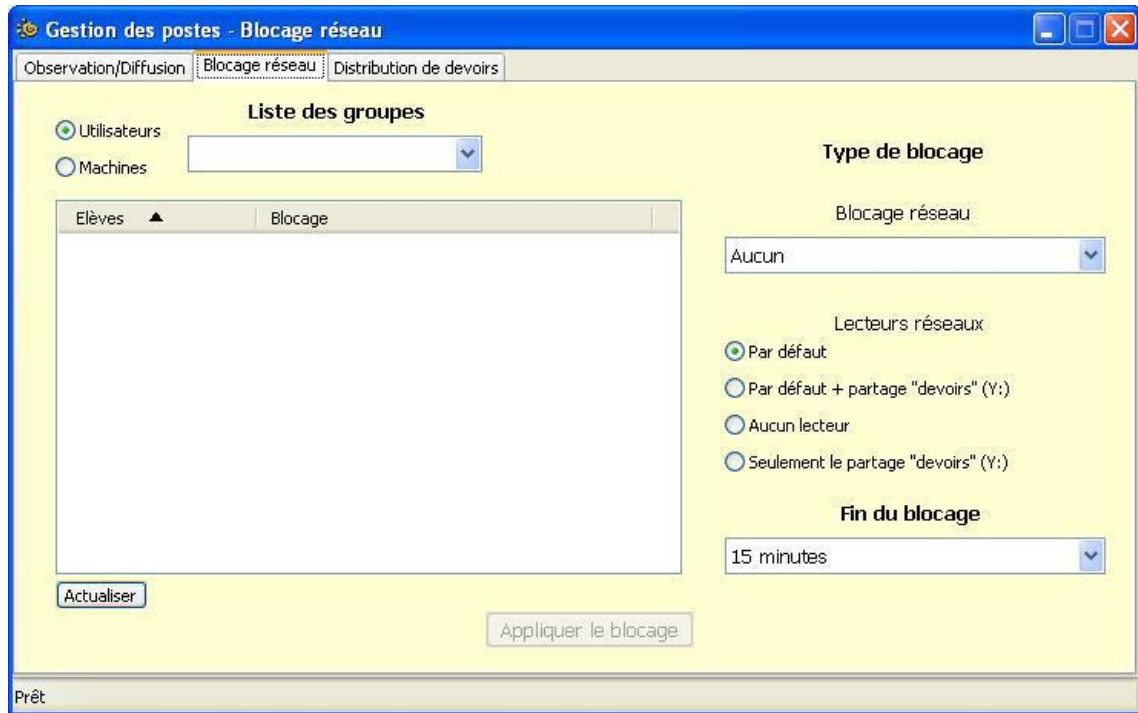 Gestion des postes - Blocage réseau
Observation/Diffusion Blocage réseau Distribution de devoirs
Liste des groupes
Utilisateurs
Machines
Elèves Blocage
Actualiser
Type de blocage
Blocage réseau
Aucun
Lecteurs réseaux
Par défaut
Par défaut + partage "devoirs" (Y:)
Aucun lecteur
Seulement le partage "devoirs" (Y:)
Fin du blocage
15 minutes
Appliquer le blocage
Prêt